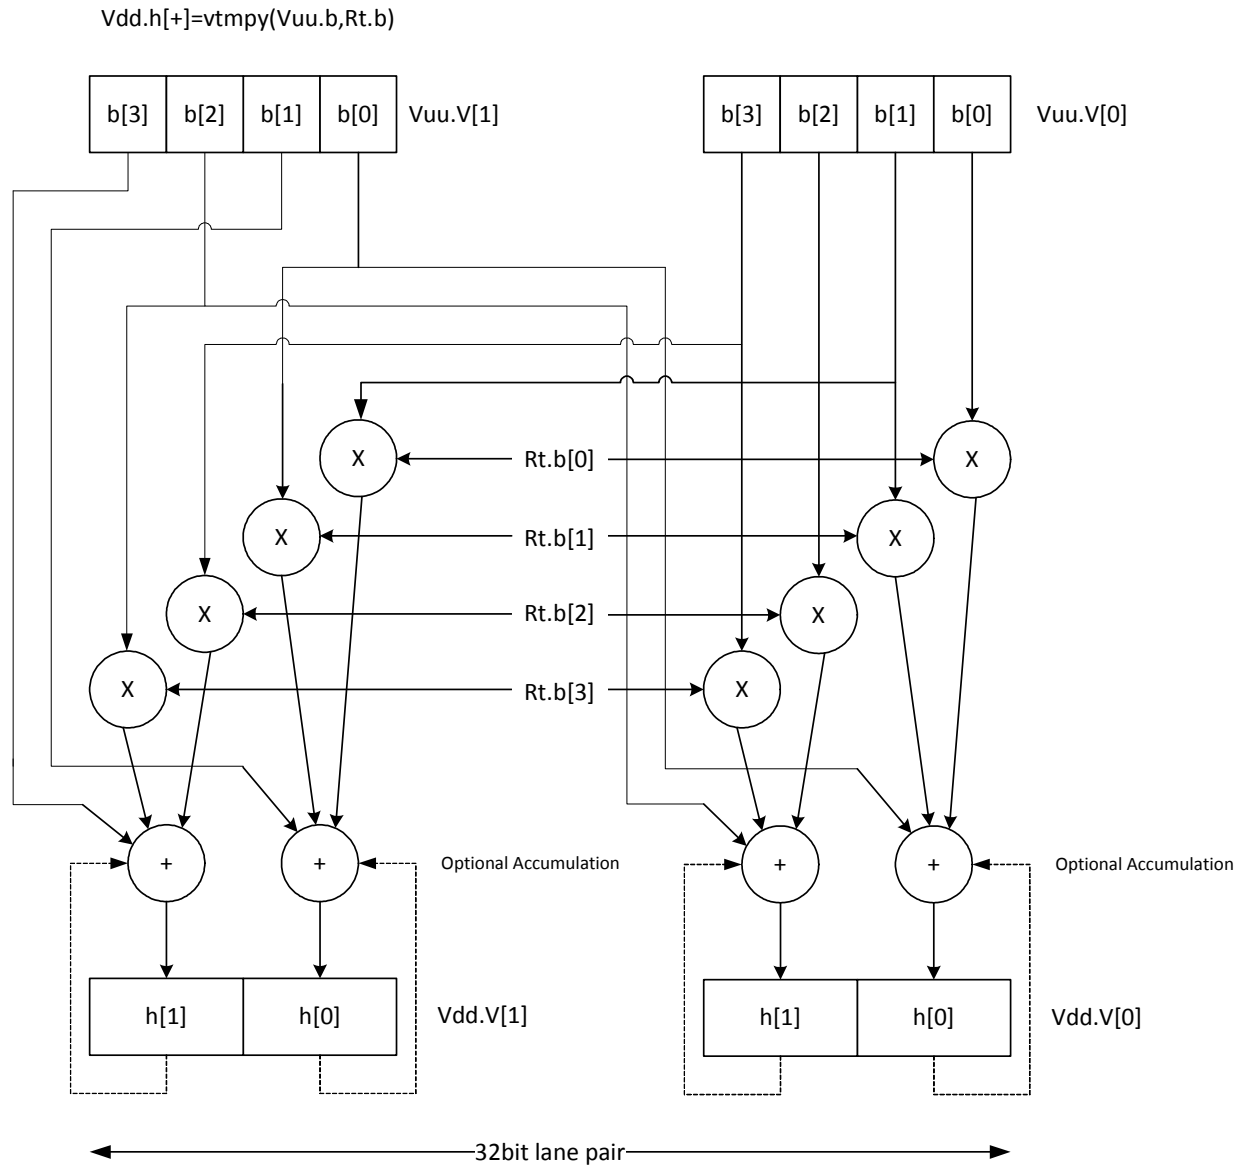 Vdd.h[+]=vtmpy(Vuu.b,Rt.b)
b[3] b[2] b[1] b[0] Vuu.V[1] b[3] b[2] b[1] b[0] Vuu.V[0]
X Rt.b[0] X
X Rt.b[1] X
X Rt.b[2] X
X Rt.b[3] X
+ + Optional Accumulation + + Optional Accumulation
h[1] h[0] Vdd.V[1] h[1] h[0] Vdd.V[0]
32bit lane pair